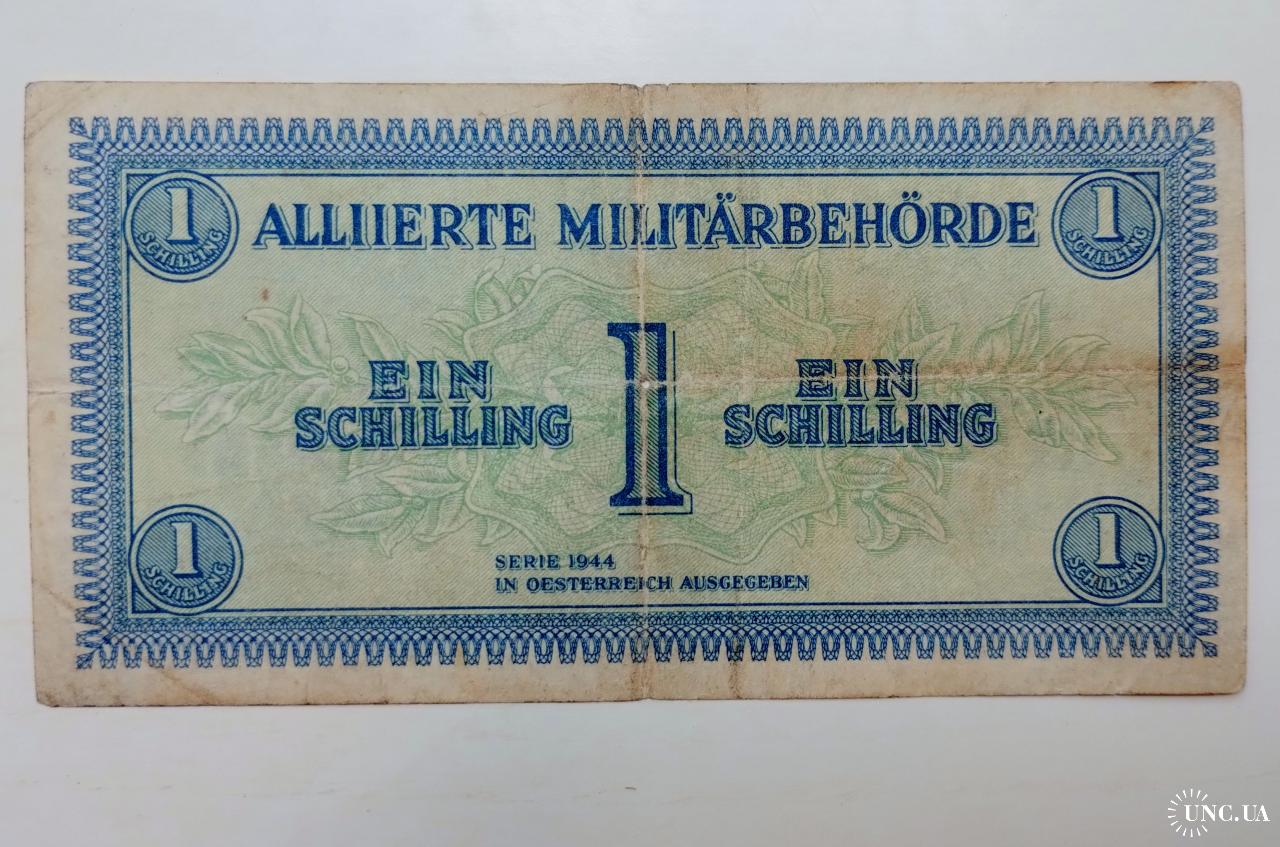 1 SCHILLING
ALLIIERTE MILITÄRBEHÖRDE
1 SCHILLING
EIN SCHILLING
1
EIN SCHILLING
1 SCHILLING
SERIE 1944
IN OESTERREICH AUSGEGEBEN
1 SCHILLING
UNC.UA